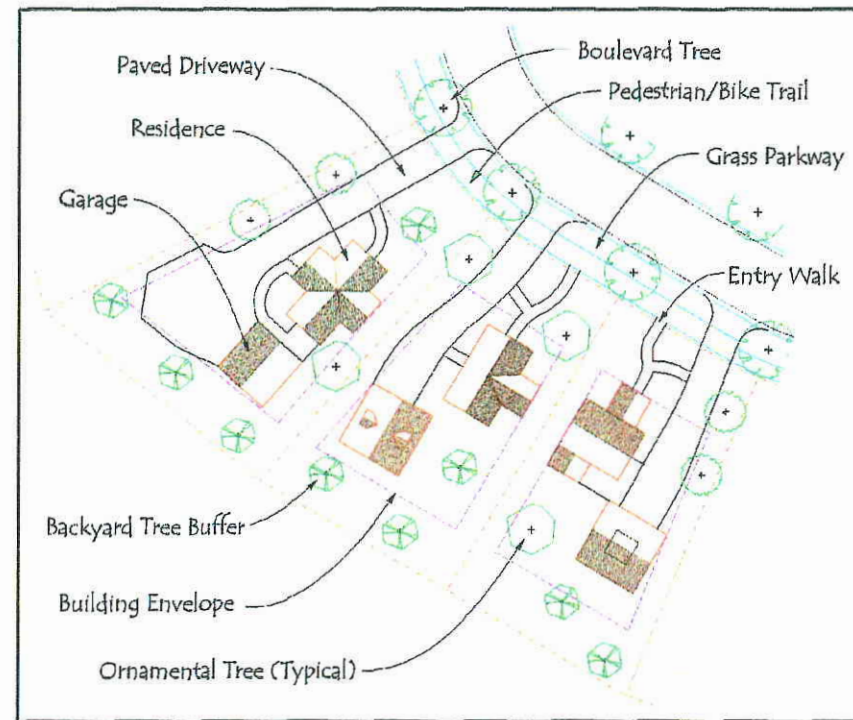 Boulevard Tree
Paved Driveway
Pedestrian/Bike Trail
Residence
Grass Parkway
Garage
Entry Walk
Backyard Tree Buffer
Building Envelope
Ornamental Tree (Typical)